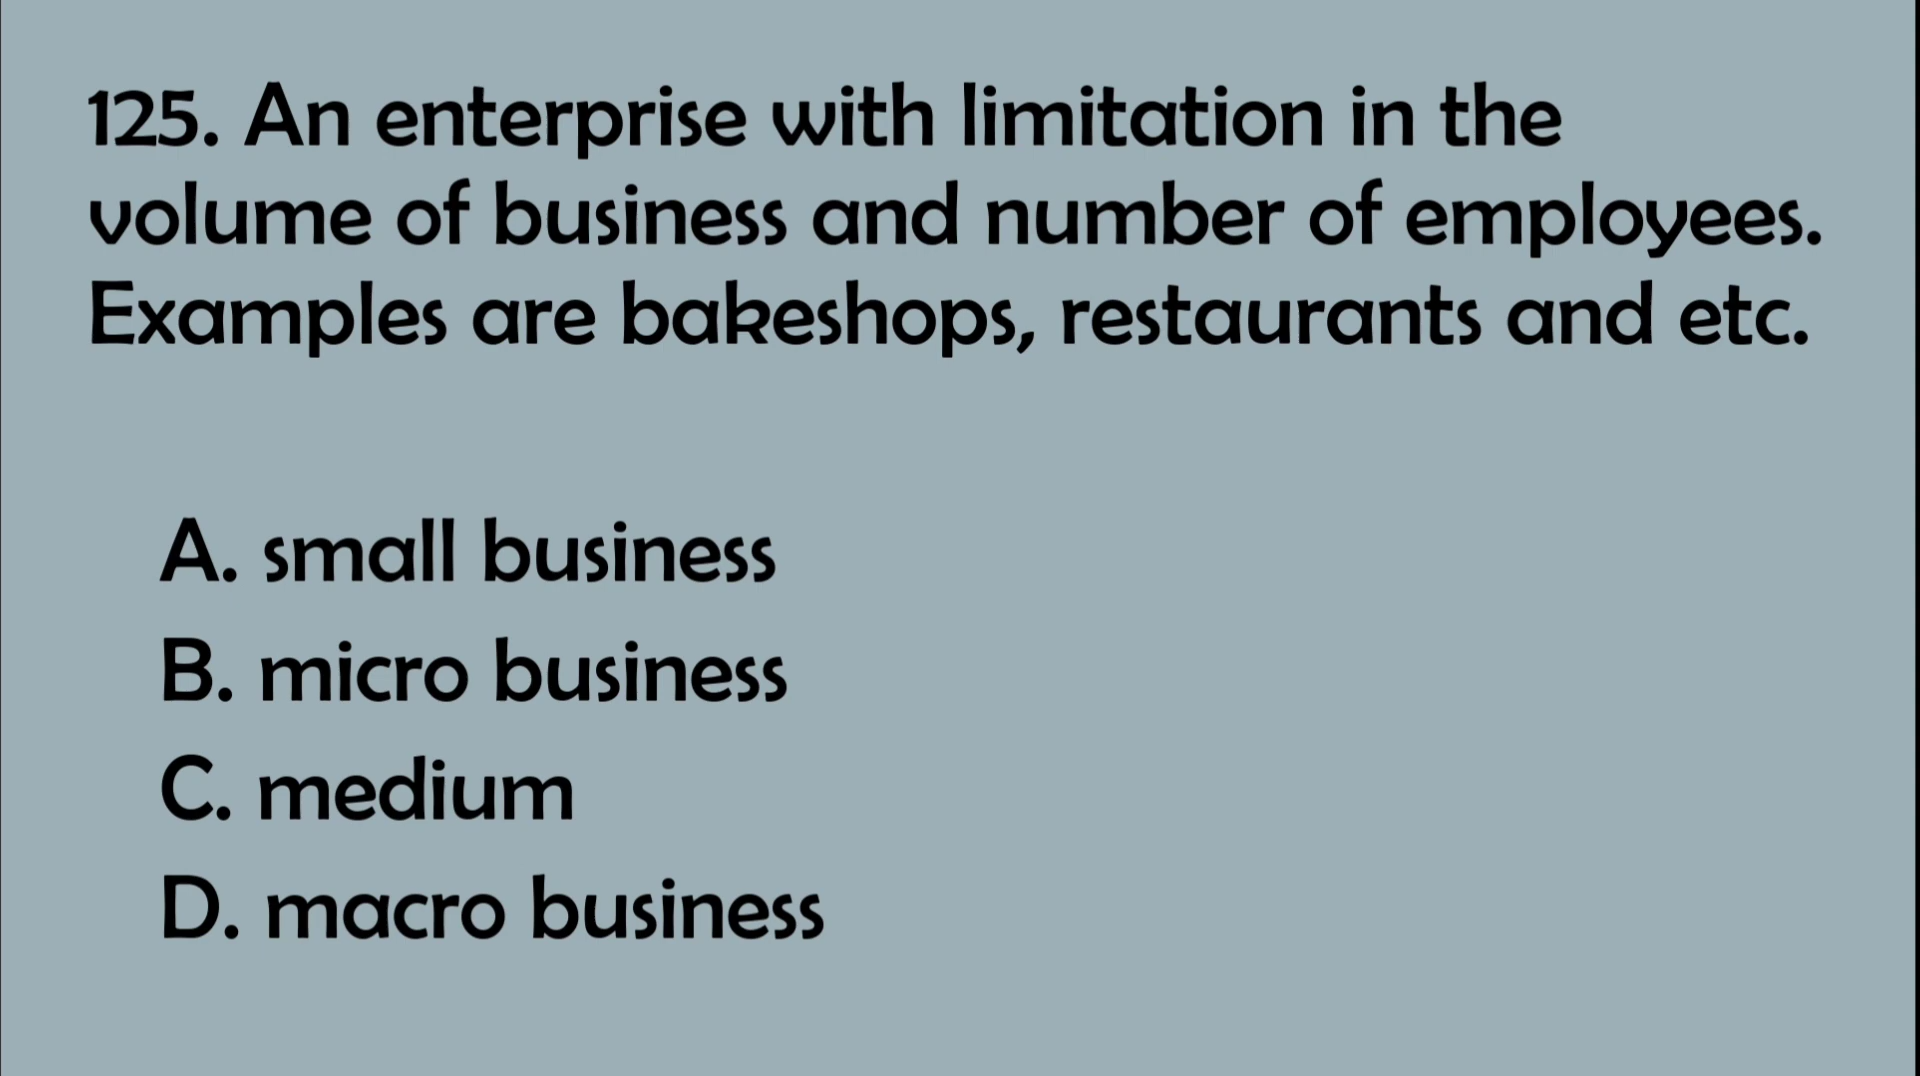 125. An enterprise with limitation in the
volume of business and number of employees.
Examples are bakeshops, restaurants and etc.
A. small business
B. micro business
C. medium
D. macro business